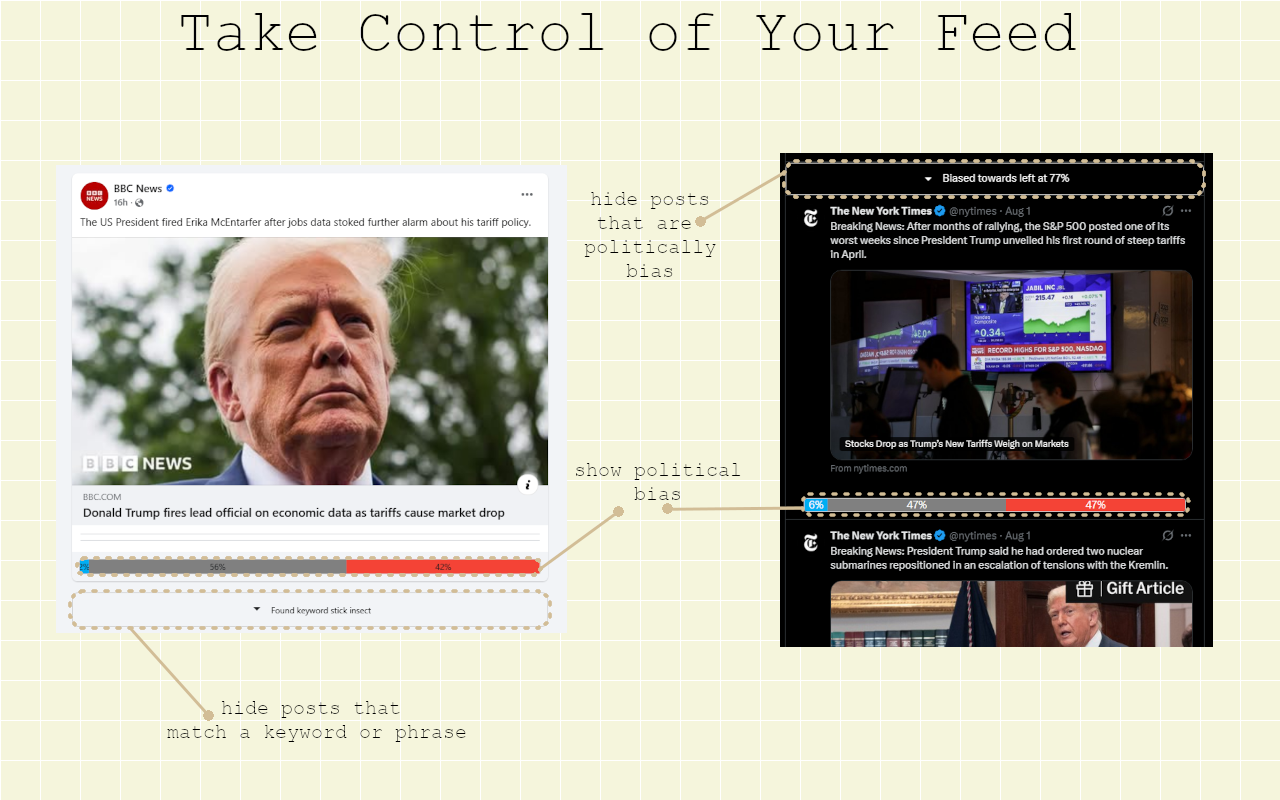 Take Control of Your Feed
BBC News
16h
The US President fired Erika McEntarfer after jobs data stoked further alarm about his tariff policy.
BBC NEWS
BBC.COM
Donald Trump fires lead official on economic data as tariffs cause market drop
56%
42%
Found keyword stick insect
hide posts
that are
politically
bias
show political
bias
hide posts that
match a keyword or phrase
Biased towards left at 77%
The New York Times @nytimes · Aug 1
Breaking News: After months of rallying, the S&P 500 posted one of its
worst weeks since President Trump unveiled his first round of steep tariffs
in April.
JABIL INC
215.47
+0.16
0.34
RECORD HIGHS FOR S&P 500, NASDAQ
Stocks Drop as Trump's New Tariffs Weigh on Markets
From nytimes.com
6% 47% 47%
The New York Times @nytimes · Aug 1
Breaking News: President Trump said he had ordered two nuclear
submarines repositioned in an escalation of tensions with the Kremlin.
Gift Article